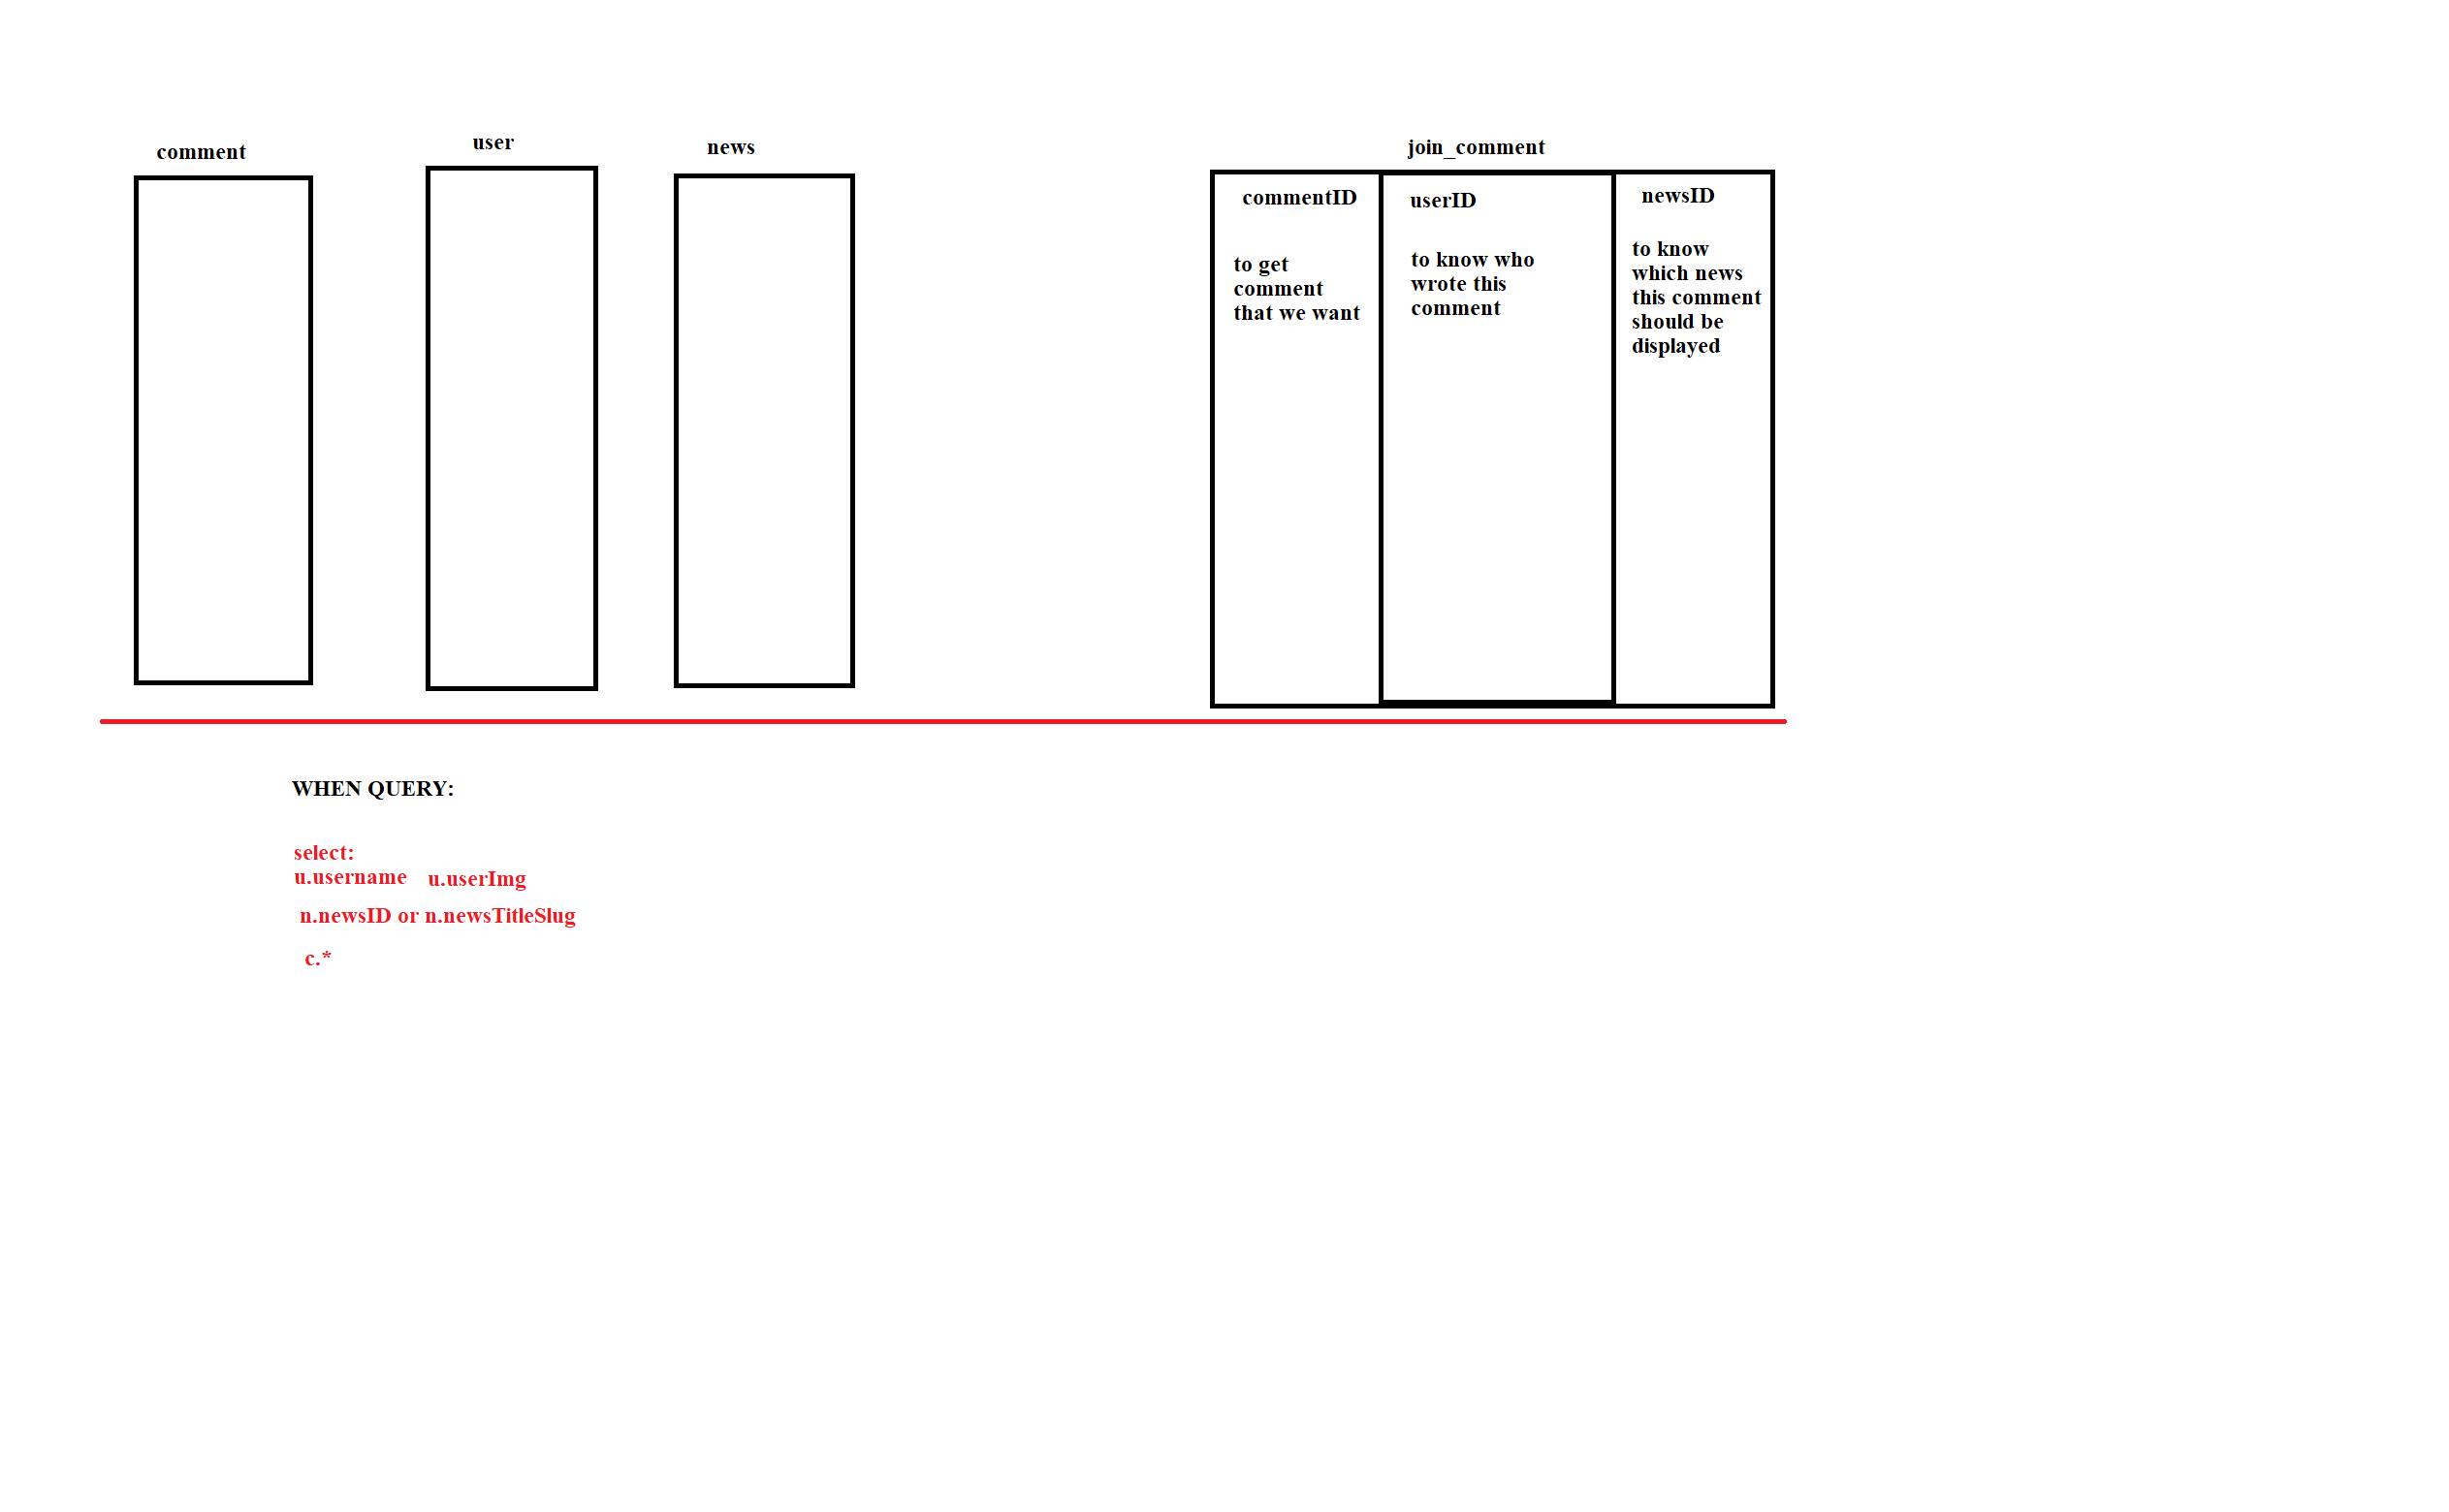 comment
user
news
join_comment
commentID
to get
comment
that we want
userID
to know who
wrote this
comment
newsID
to know
which news
this comment
should be
displayed
WHEN QUERY:
select:
u.username u.userImg
n.newsID or n.newsTitleSlug
c.*